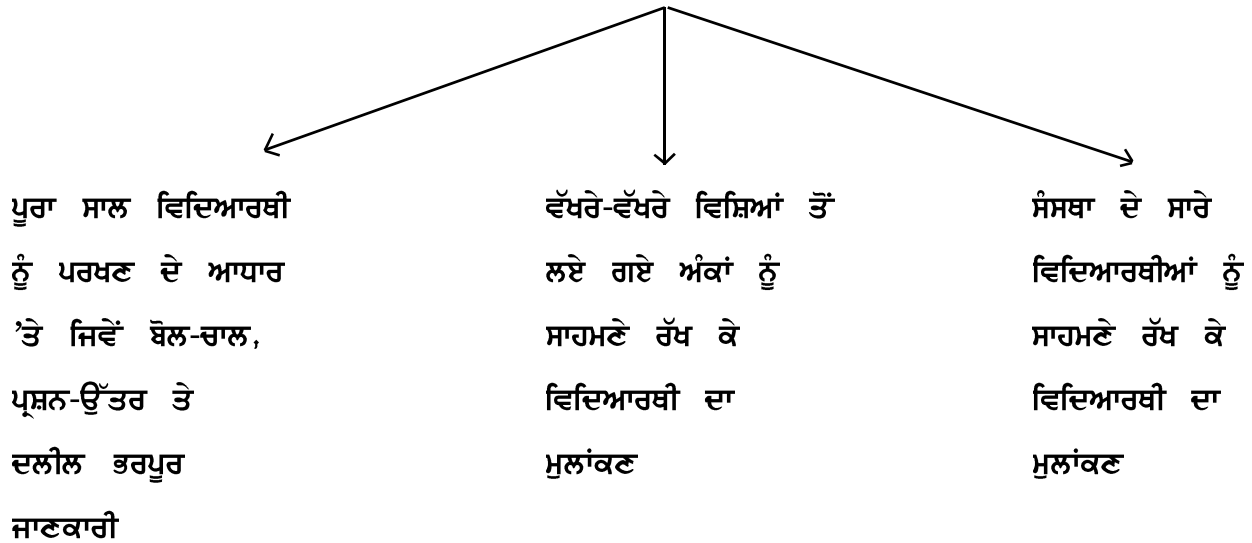 ਪੂਰਾ ਸਾਲ ਵਿਦਿਆਰਥੀ
ਨੂੰ ਪਰਖਣ ਦੇ ਆਧਾਰ
’ਤੇ ਜਿਵੇਂ ਬੋਲ-ਚਾਲ,
ਪ੍ਰਸ਼ਨ-ਉੱਤਰ ਤੇ
ਦਲੀਲ ਭਰਪੂਰ
ਜਾਣਕਾਰੀ
ਵੱਖਰੇ-ਵੱਖਰੇ ਵਿਸ਼ਿਆਂ ਤੋਂ
ਲਏ ਗਏ ਅੰਕਾਂ ਨੂੰ
ਸਾਹਮਣੇ ਰੱਖ ਕੇ
ਵਿਦਿਆਰਥੀ ਦਾ
ਮੁਲਾਂਕਣ
ਸੰਸਥਾ ਦੇ ਸਾਰੇ
ਵਿਦਿਆਰਥੀਆਂ ਨੂੰ
ਸਾਹਮਣੇ ਰੱਖ ਕੇ
ਵਿਦਿਆਰਥੀ ਦਾ
ਮੁਲਾਂਕਣ